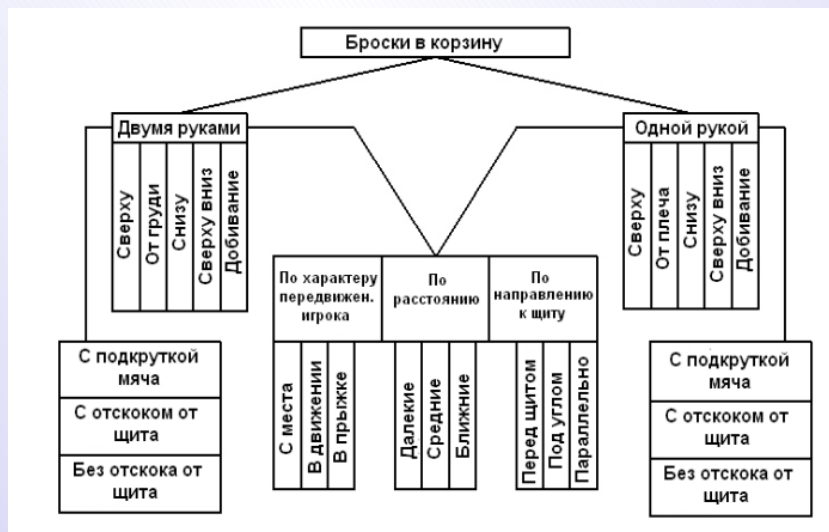 Броски в корзину
Двумя руками
Одной рукой
Сверху
От груди
Снизу
Сверху вниз
Добивание
Сверху
От плеча
Снизу
Сверху вниз
Добивание
По характеру
передвижен.
игрока
По
расстоянию
По
направлению
к щиту
С места
В движении
В прыжке
Далекие
Средние
Ближние
Перед щитом
Под углом
Параллельно
С подкруткой
мяча
С отскоком от
щита
Без отскока от
щита
С подкруткой
мяча
С отскоком от
щита
Без отскока от
щита